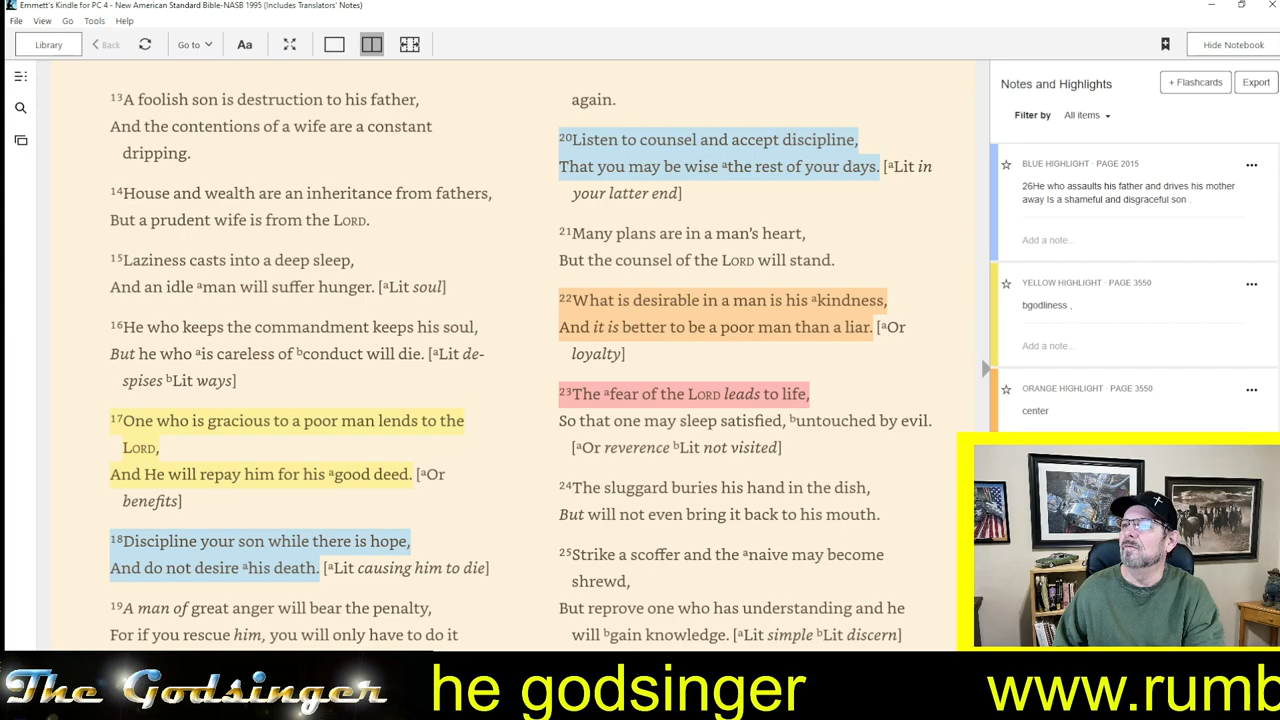 Emmett's Kindle for PC 4 - New American Standard Bible-NASB 1995 (Includes Translators' Notes)
File View Go Tools Help
Library Back Go to Aa Hide Notebook
13A foolish son is destruction to his father,
And the contentions of a wife are a constant
dripping.
14House and wealth are an inheritance from fathers,
But a prudent wife is from the LORD.
15Laziness casts into a deep sleep,
And an idle aman will suffer hunger. [aLit soul]
16He who keeps the commandment keeps his soul,
But he who ais careless of bconduct will die. [aLit de-
spises bLit ways]
17One who is gracious to a poor man lends to the
LORD,
And He will repay him for his agood deed. [aOr
benefits]
18Discipline your son while there is hope,
And do not desire ahis death. [aLit causing him to die]
19A man of great anger will bear the penalty,
For if you rescue him, you will only have to do it
again.
20Listen to counsel and accept discipline,
That you may be wise athe rest of your days. [aLit in
your latter end]
21Many plans are in a man's heart,
But the counsel of the LORD will stand.
22What is desirable in a man is his akindness,
And it is better to be a poor man than a liar. [aOr
loyalty]
23The afear of the LORD leads to life,
So that one may sleep satisfied, buntouched by evil.
[aOr reverence bLit not visited]
24The sluggard buries his hand in the dish,
But will not even bring it back to his mouth.
25Strike a scoffer and the anaive may become
shrewd,
But reprove one who has understanding and he
will bgain knowledge. [aLit simple bLit discern]
Notes and Highlights + Flashcards Export
Filter by All items
BLUE HIGHLIGHT · PAGE 2015
26He who assaults his father and drives his mother
away Is a shameful and disgraceful son .
Add a note...
YELLOW HIGHLIGHT · PAGE 3550
bgodliness ,
Add a note...
ORANGE HIGHLIGHT · PAGE 3550
center
The Godsinger he godsinger www.rumb